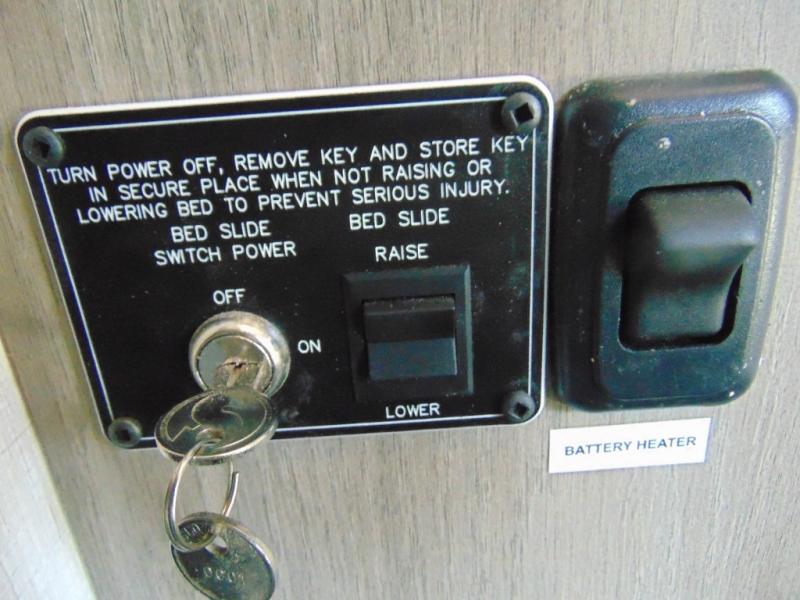 TURN POWER OFF, REMOVE KEY AND STORE KEY
IN SECURE PLACE WHEN NOT RAISING OR
LOWERING BED TO PREVENT SERIOUS INJURY.
BED SLIDE
SWITCH POWER
OFF
ON
BED SLIDE
RAISE
LOWER
BATTERY HEATER